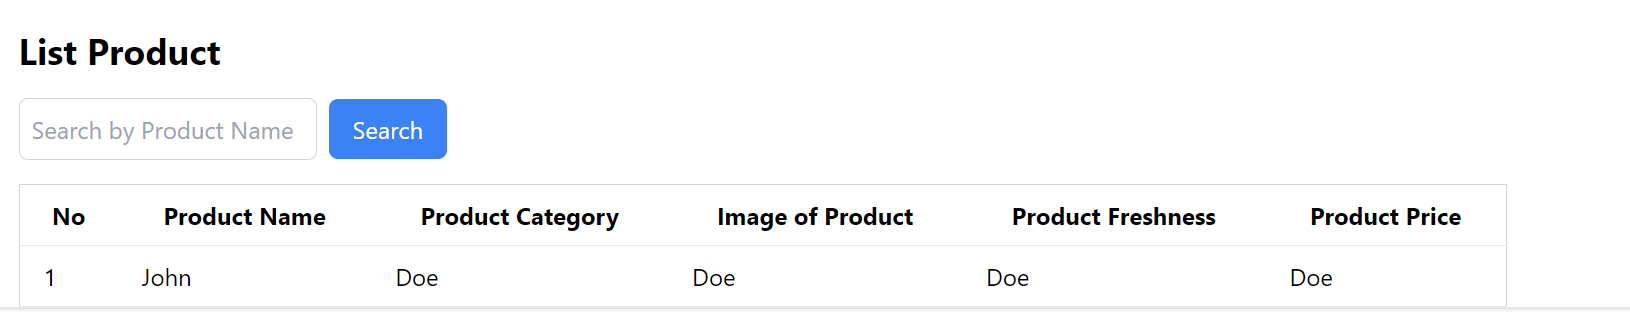 List Product
Search by Product Name Search
No Product Name Product Category Image of Product Product Freshness Product Price
1 John Doe Doe Doe Doe